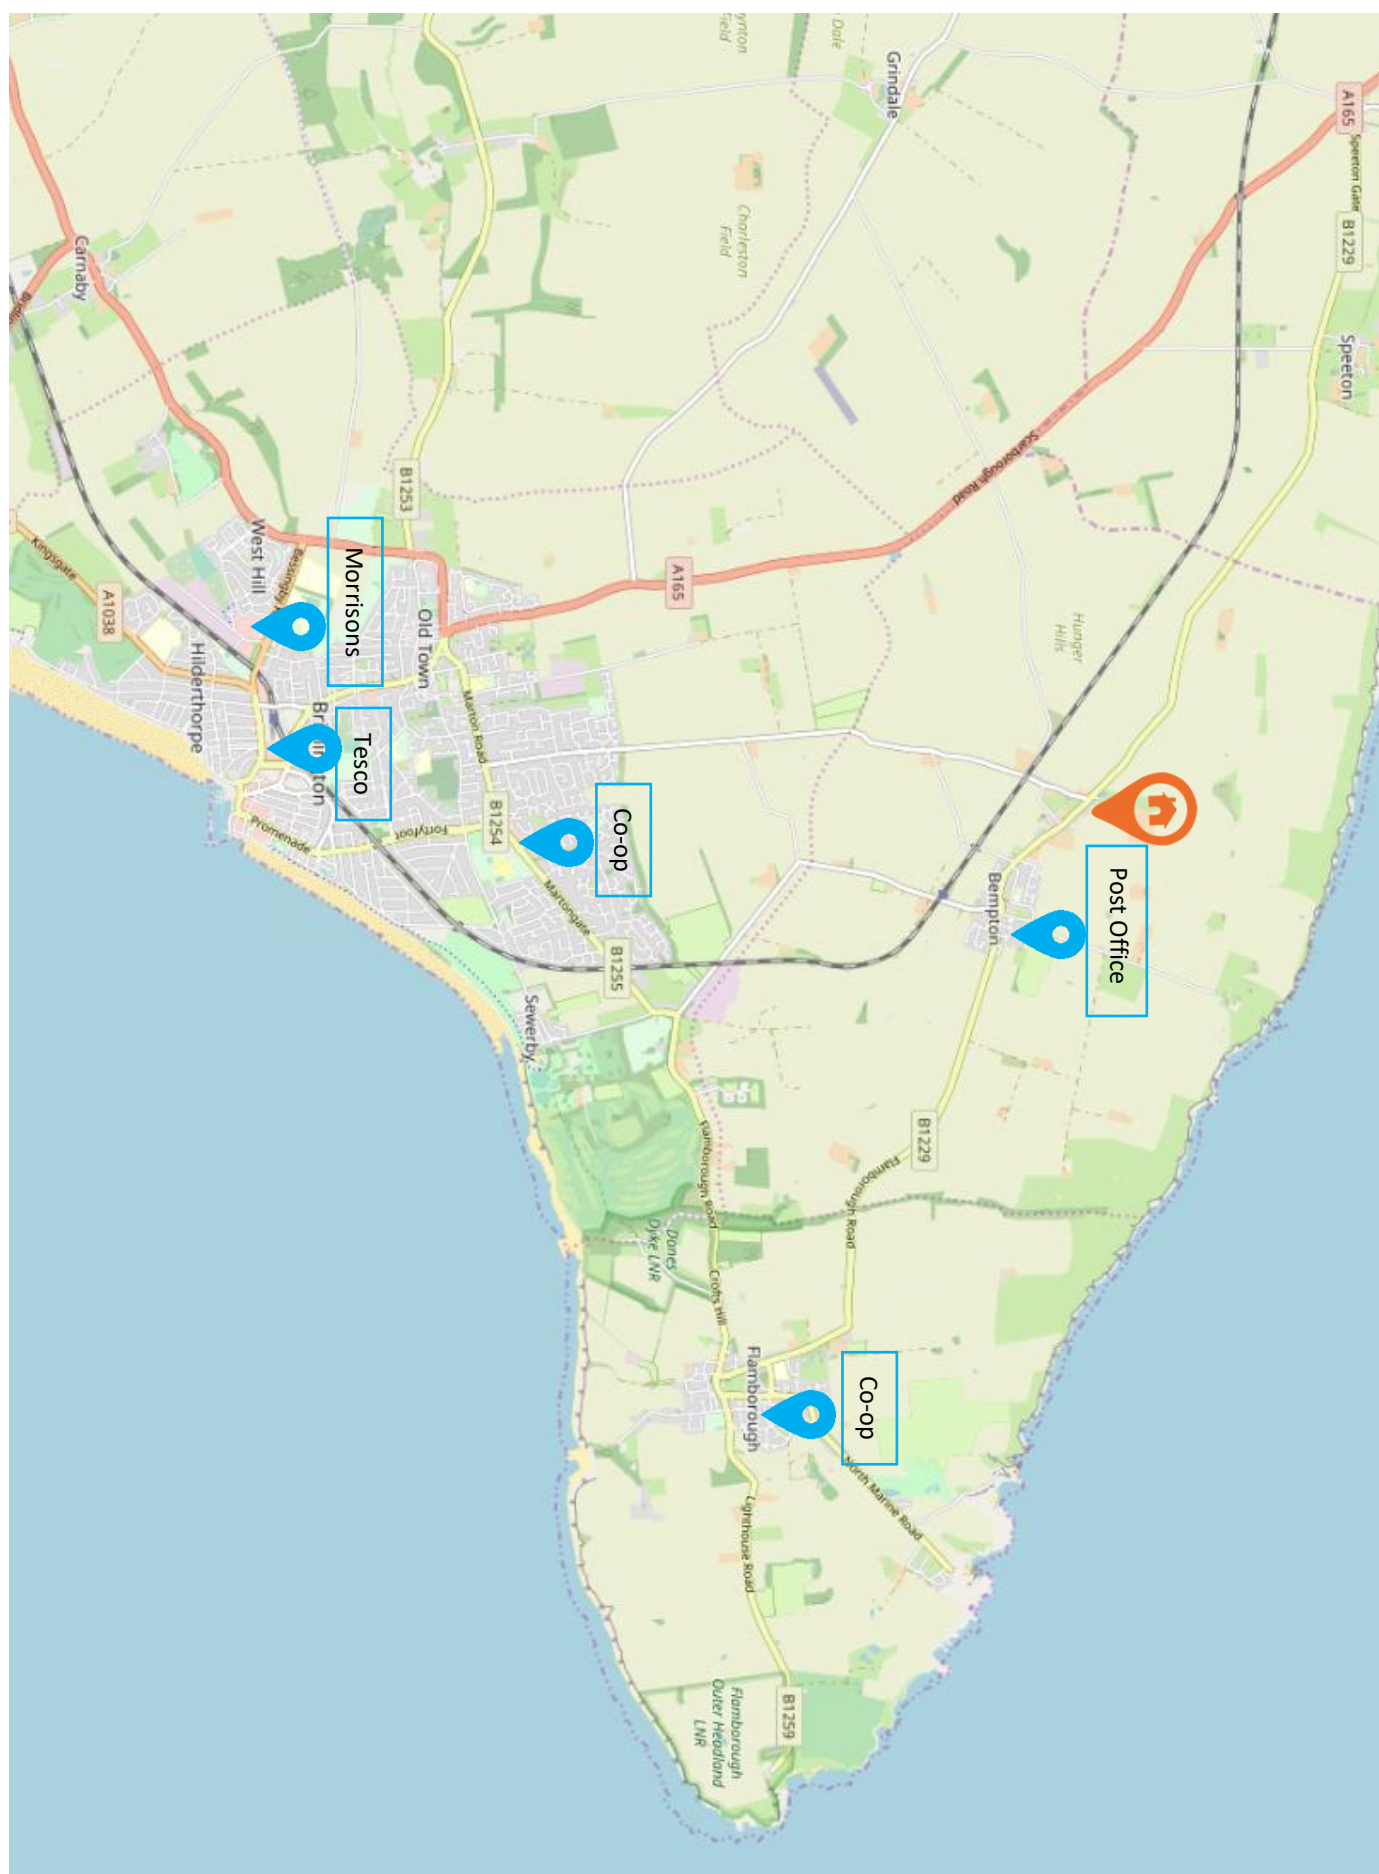 A165
Speeton Gate
B1229
Speeton
Grindale
Dale
Field
Charleston
Field
Carnaby
Scarborough Road
B1253
A165
Hunger
Hills
Kingsgate
A1038
West Hill
Morrisons
Old Town
Hilderthorpe
Tesco
Marton Road
B1254
Promenade
Fortyfoot
Co-op
Martongate
B1255
Sewerby
Bempton
Post Office
B1229
Flamborough Road
Flamborough Road
Danes
Dyke LNR
Crofts Hill
Flamborough
Co-op
North Marine Road
Lighthouse Road
B1259
Flamborough
Outer Headland
LNR